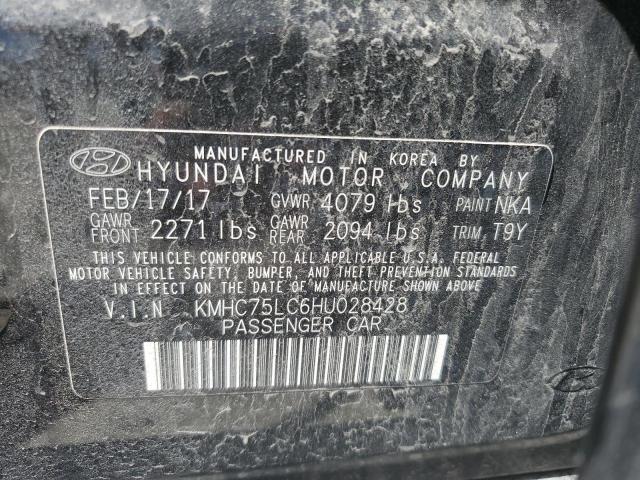 MANUFACTURED IN KOREA BY
HYUNDAI MOTOR COMPANY
FEB/17/17 GVWR 4079 lbs PAINT NKA
GAWR FRONT 2271 lbs GAWR REAR 2094 lbs TRIM T9Y
THIS VEHICLE CONFORMS TO ALL APPLICABLE U.S.A. FEDERAL
MOTOR VEHICLE SAFETY, BUMPER, AND THEFT PREVENTION STANDARDS
IN EFFECT ON THE DATE OF MANUFACTURE SHOWN ABOVE
V.I.N KMHC75LC6HU028428
PASSENGER CAR